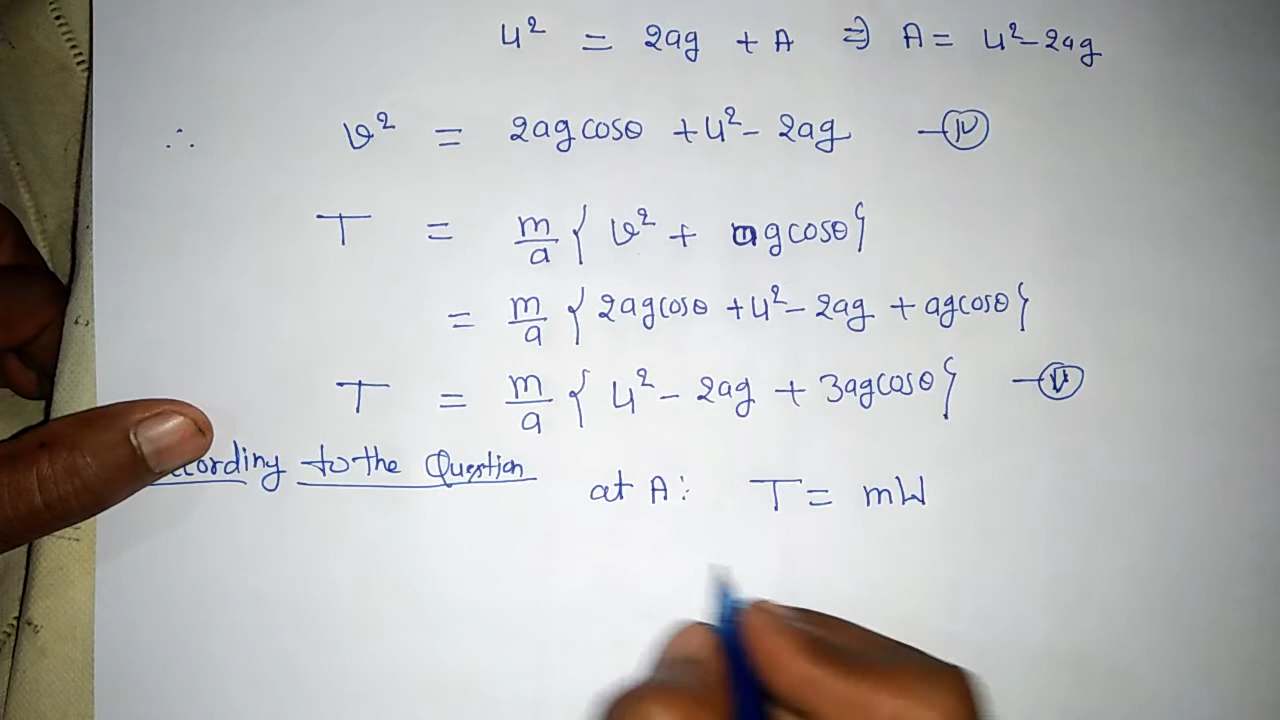 u² = 2ag + A ⇒ A = u² - 2ag
∴ v² = 2ag cosθ + u² - 2ag —(IV)
T = m/a { v² + ag cosθ }
= m/a { 2ag cosθ + u² - 2ag + ag cosθ }
T = m/a { u² - 2ag + 3ag cosθ } —(V)
to the Question
at A: T = mW